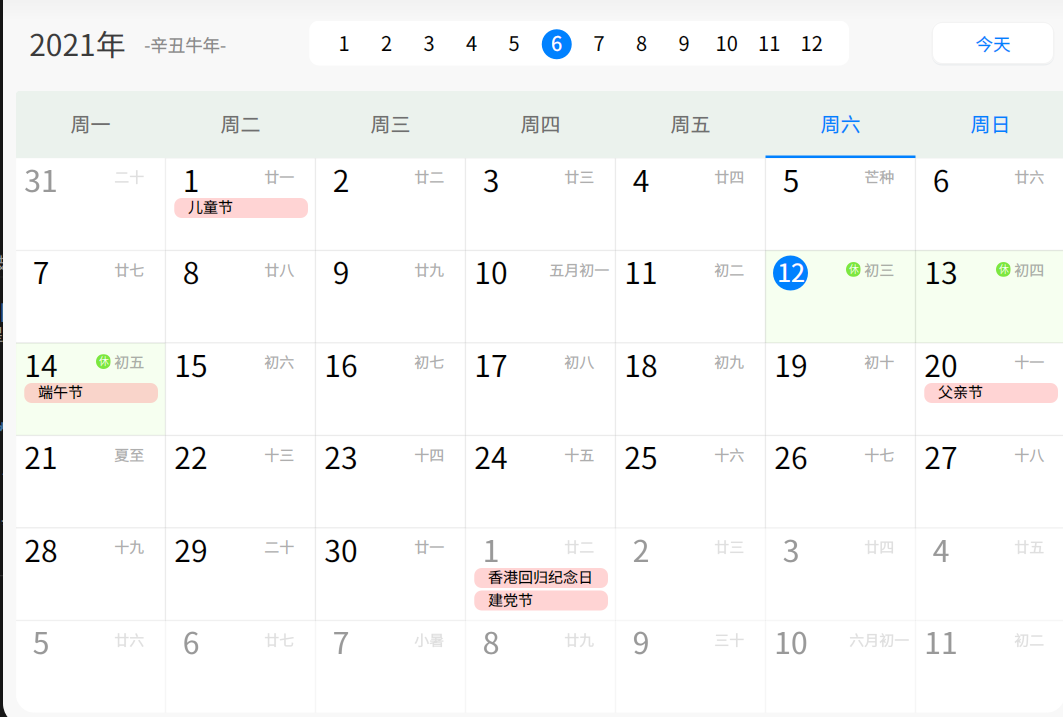 2021年 -辛丑牛年- 1 2 3 4 5 6 7 8 9 10 11 12 今天
周一 周二 周三 周四 周五 周六 周日
31 二十 1 廿一 2 廿二 3 廿三 4 廿四 5 芒种 6 廿六
儿童节
7 廿七 8 廿八 9 廿九 10 五月初一 11 初二 12 休 初三 13 休 初四
14 休 初五 15 初六 16 初七 17 初八 18 初九 19 初十 20 十一
端午节 父亲节
21 夏至 22 十三 23 十四 24 十五 25 十六 26 十七 27 十八
28 十九 29 二十 30 廿一 1 廿二 2 廿三 3 廿四 4 廿五
香港回归纪念日
建党节
5 廿六 6 廿七 7 小暑 8 廿九 9 三十 10 六月初一 11 初二